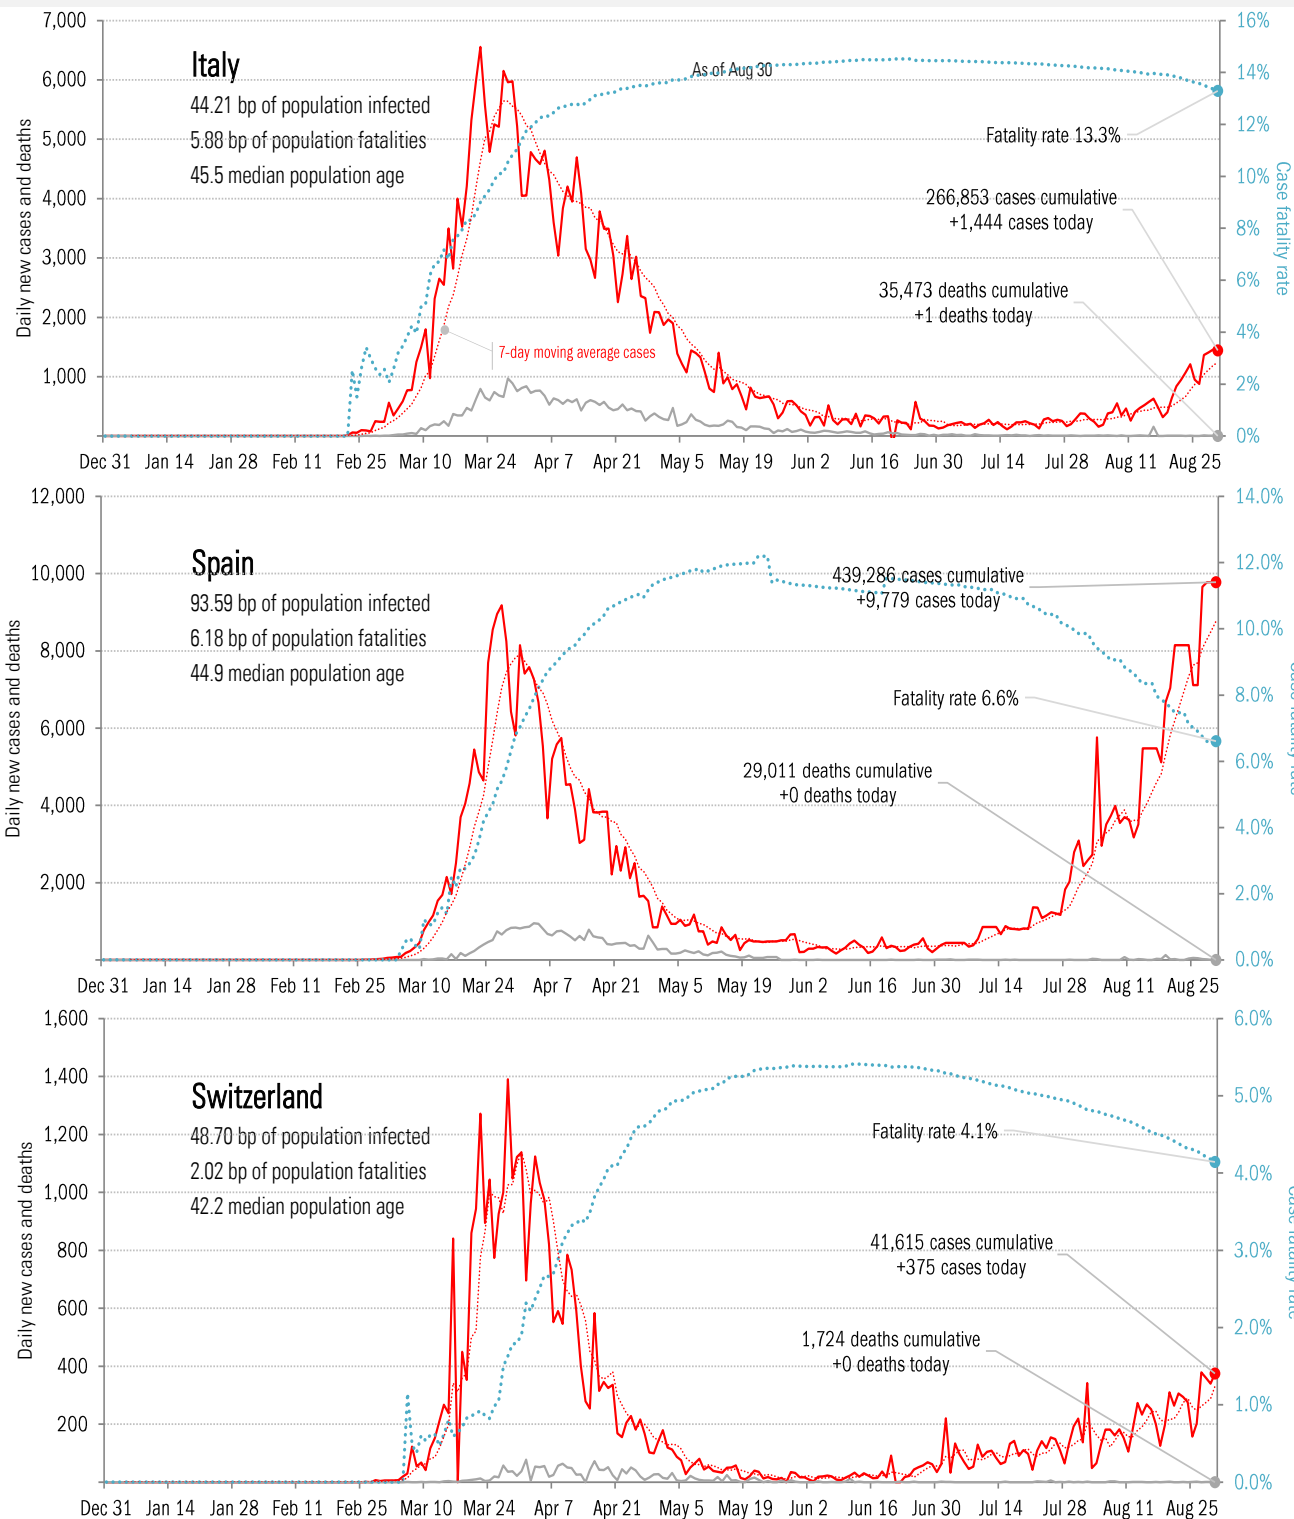 7,000
6,000
5,000
4,000
3,000
2,000
1,000
Daily new cases and deaths
Italy
44.21 bp of population infected
5.88 bp of population fatalities
45.5 median population age
As of Aug 30
7-day moving average cases
Fatality rate 13.3%
266,853 cases cumulative
+1,444 cases today
35,473 deaths cumulative
+1 deaths today
16%
14%
12%
10%
8%
6%
4%
2%
0%
Case fatality rate
Dec 31 Jan 14 Jan 28 Feb 11 Feb 25 Mar 10 Mar 24 Apr 7 Apr 21 May 5 May 19 Jun 2 Jun 16 Jun 30 Jul 14 Jul 28 Aug 11 Aug 25
12,000
10,000
8,000
6,000
4,000
2,000
Daily new cases and deaths
Spain
93.59 bp of population infected
6.18 bp of population fatalities
44.9 median population age
439,286 cases cumulative
+9,779 cases today
Fatality rate 6.6%
29,011 deaths cumulative
+0 deaths today
14.0%
12.0%
10.0%
8.0%
6.0%
4.0%
2.0%
0.0%
Case fatality rate
Dec 31 Jan 14 Jan 28 Feb 11 Feb 25 Mar 10 Mar 24 Apr 7 Apr 21 May 5 May 19 Jun 2 Jun 16 Jun 30 Jul 14 Jul 28 Aug 11 Aug 25
1,600
1,400
1,200
1,000
800
600
400
200
Daily new cases and deaths
Switzerland
48.70 bp of population infected
2.02 bp of population fatalities
42.2 median population age
Fatality rate 4.1%
41,615 cases cumulative
+375 cases today
1,724 deaths cumulative
+0 deaths today
6.0%
5.0%
4.0%
3.0%
2.0%
1.0%
0.0%
Case fatality rate
Dec 31 Jan 14 Jan 28 Feb 11 Feb 25 Mar 10 Mar 24 Apr 7 Apr 21 May 5 May 19 Jun 2 Jun 16 Jun 30 Jul 14 Jul 28 Aug 11 Aug 25